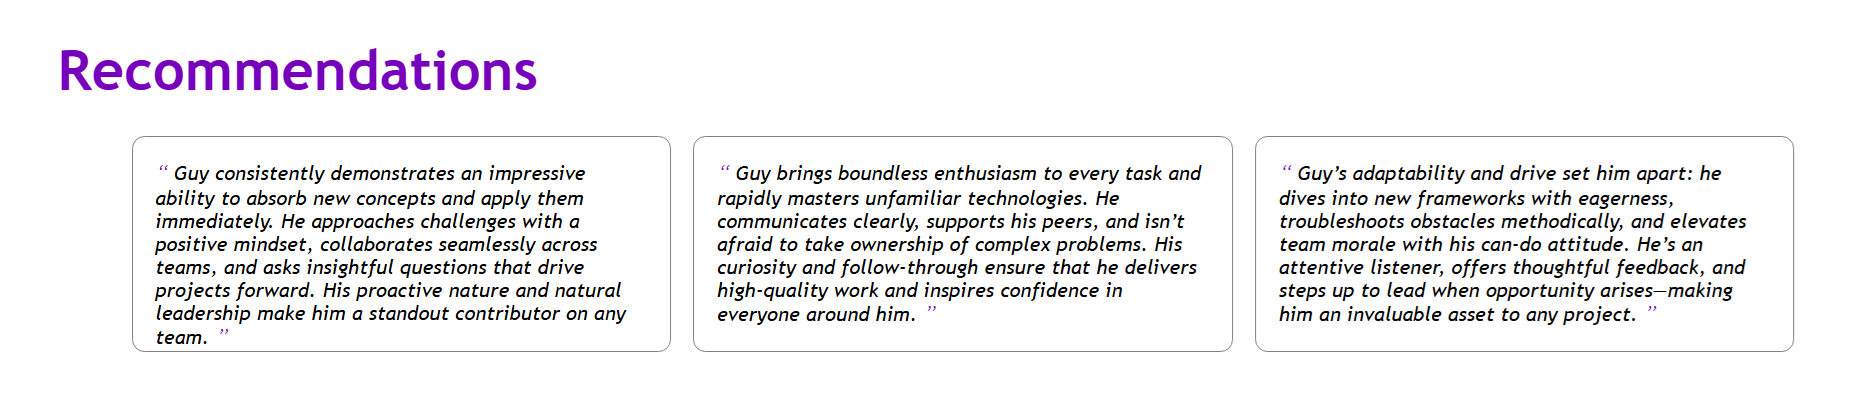 Recommendations
“ Guy consistently demonstrates an impressive
ability to absorb new concepts and apply them
immediately. He approaches challenges with a
positive mindset, collaborates seamlessly across
teams, and asks insightful questions that drive
projects forward. His proactive nature and natural
leadership make him a standout contributor on any
team. ”
“ Guy brings boundless enthusiasm to every task and
rapidly masters unfamiliar technologies. He
communicates clearly, supports his peers, and isn’t
afraid to take ownership of complex problems. His
curiosity and follow-through ensure that he delivers
high-quality work and inspires confidence in
everyone around him. ”
“ Guy’s adaptability and drive set him apart: he
dives into new frameworks with eagerness,
troubleshoots obstacles methodically, and elevates
team morale with his can-do attitude. He’s an
attentive listener, offers thoughtful feedback, and
steps up to lead when opportunity arises—making
him an invaluable asset to any project. ”